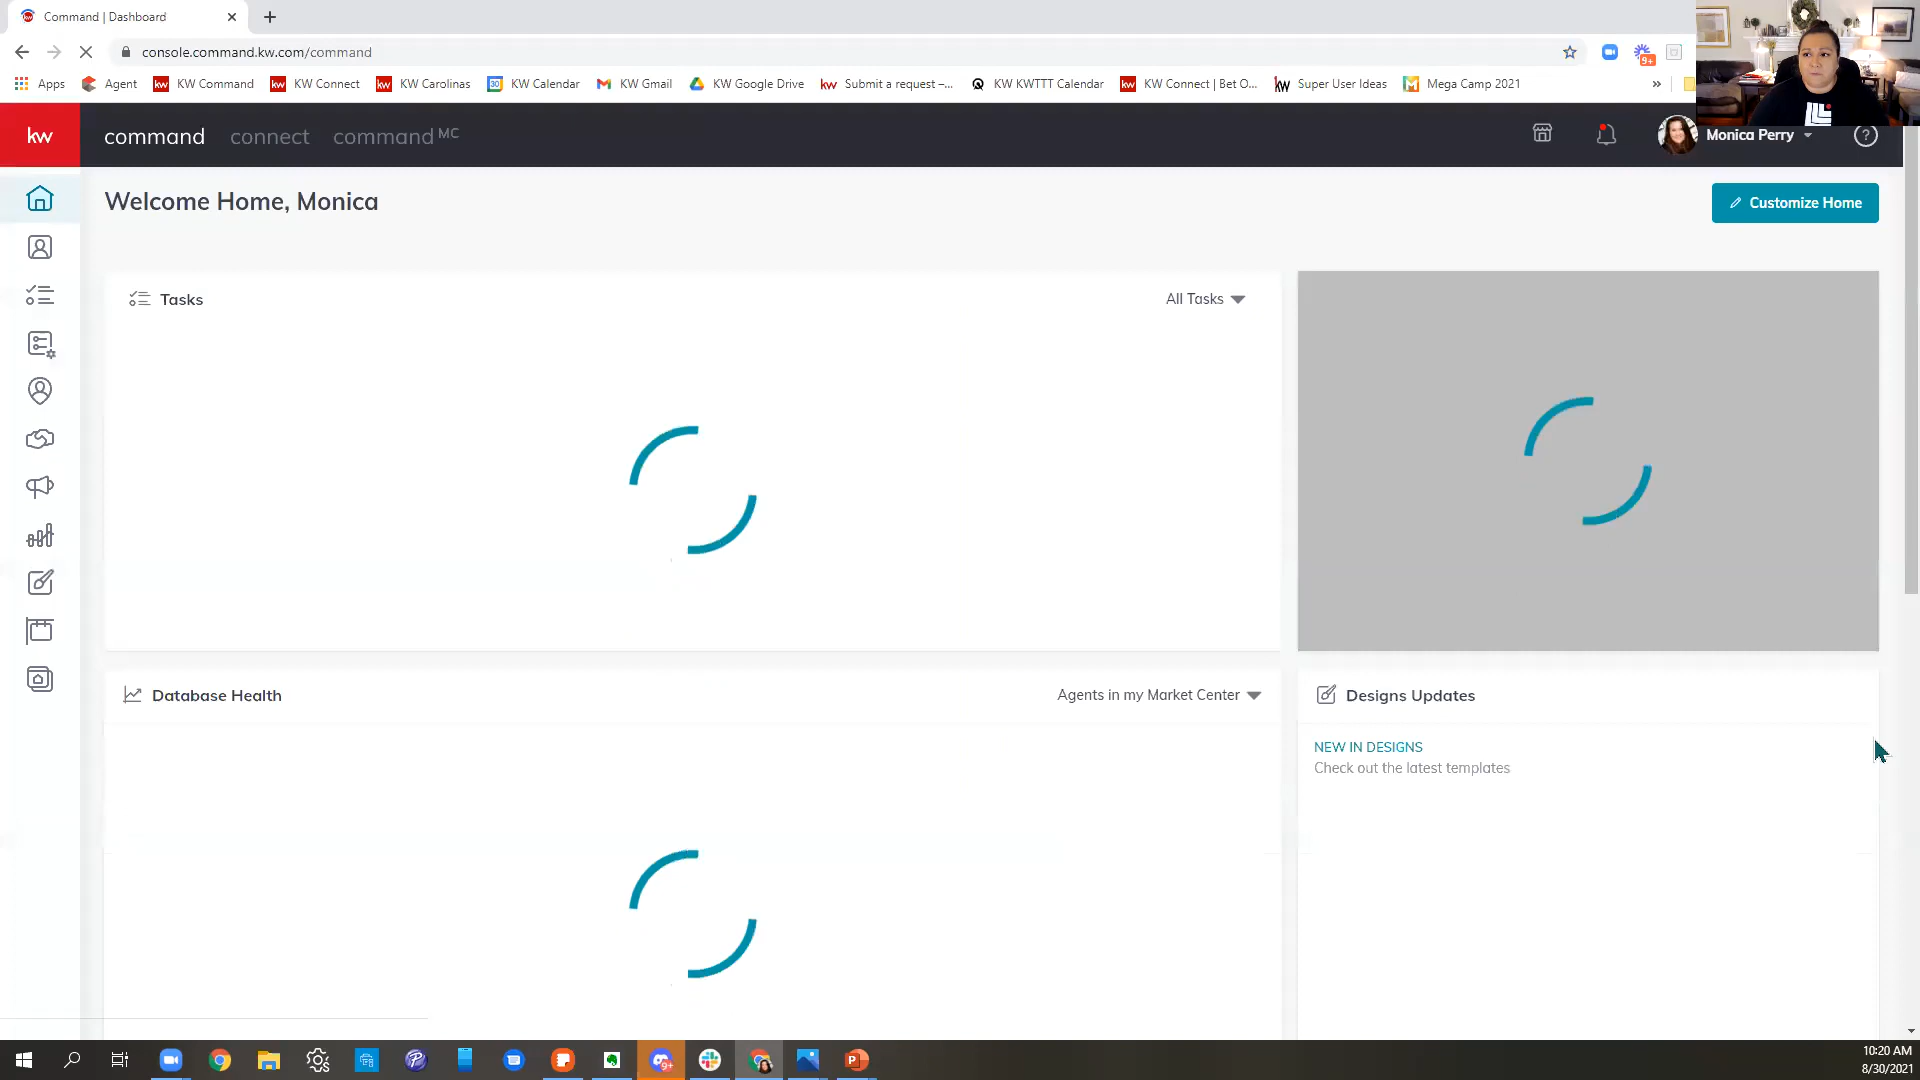 Command | Dashboard
console.command.kw.com/command
Apps Agent KW Command KW Connect KW Carolinas KW Calendar KW Gmail KW Google Drive Submit a request –... KW KWTTT Calendar KW Connect | Bet O... Super User Ideas Mega Camp 2021 »
kw command connect command MC Monica Perry ?
Welcome Home, Monica
Customize Home
Tasks
All Tasks
Database Health
Agents in my Market Center
Designs Updates
NEW IN DESIGNS
Check out the latest templates
10:20 AM
8/30/2021